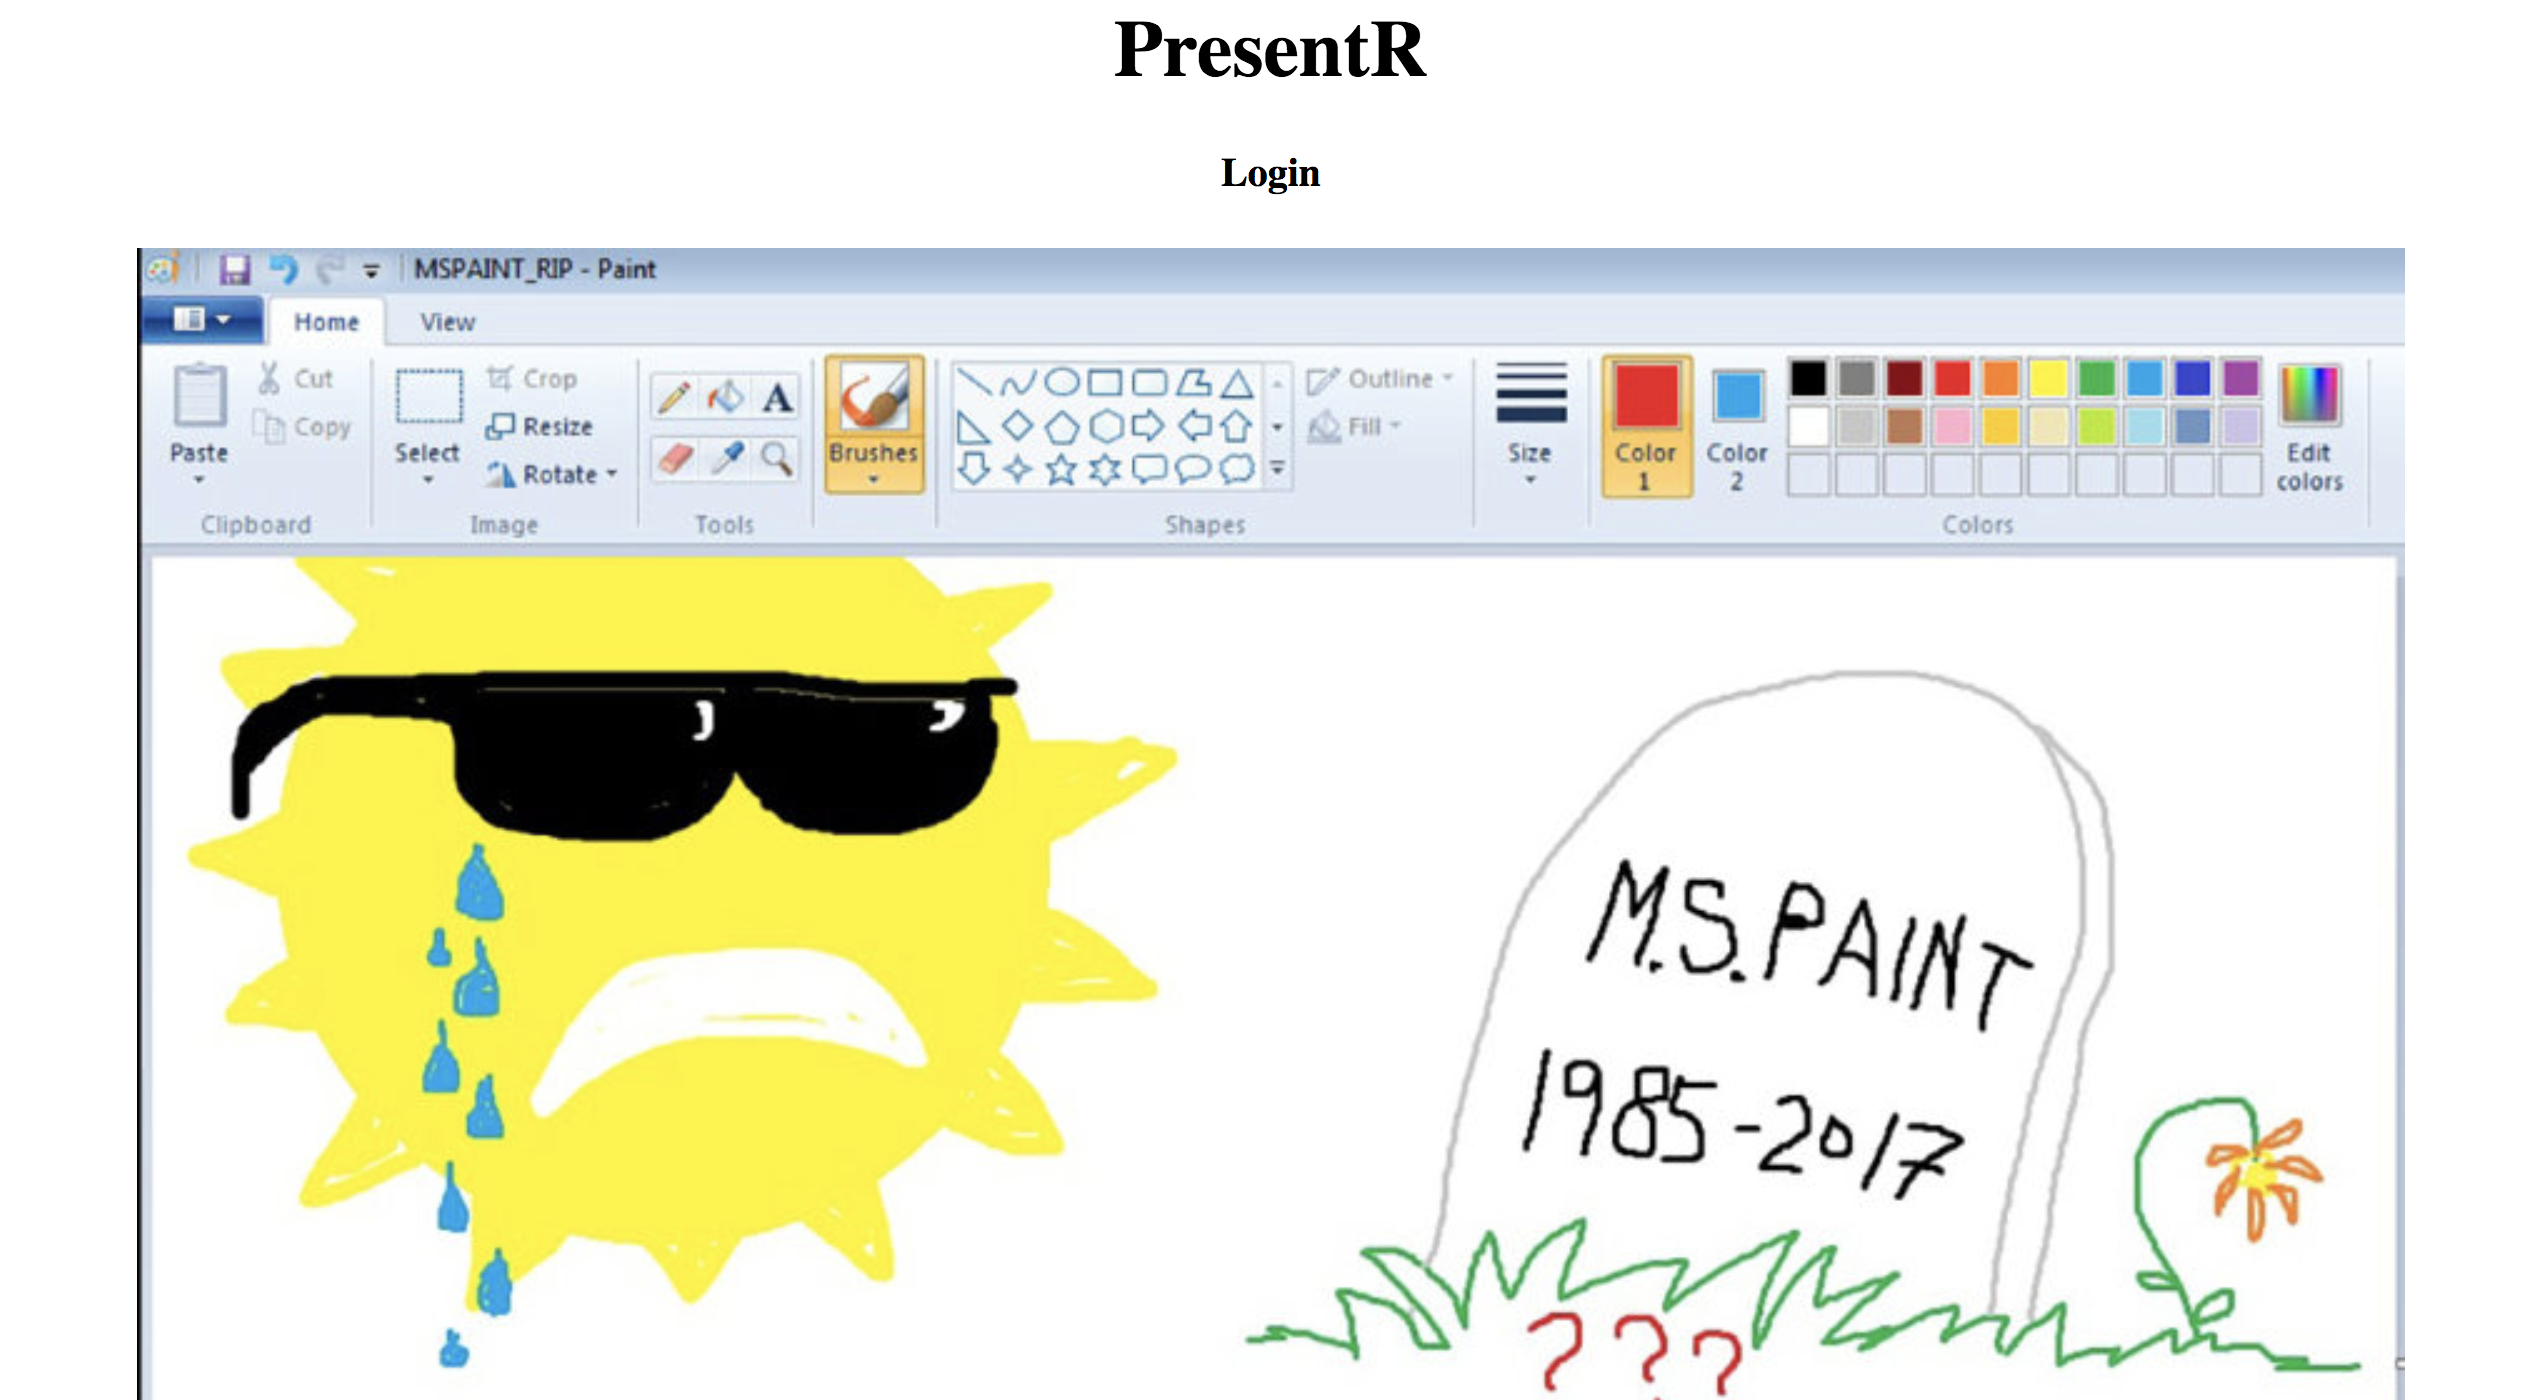 PresentR
Login
MSPAINT_RIP - Paint
Home View
Cut
Copy
Paste
Clipboard
Crop
Resize
Rotate
Select
Image
A
Tools
Brushes
Outline
Fill
Shapes
Size
Color 1
Color 2
Edit colors
Colors
M.S.PAINT
1985-2017
? ? ?